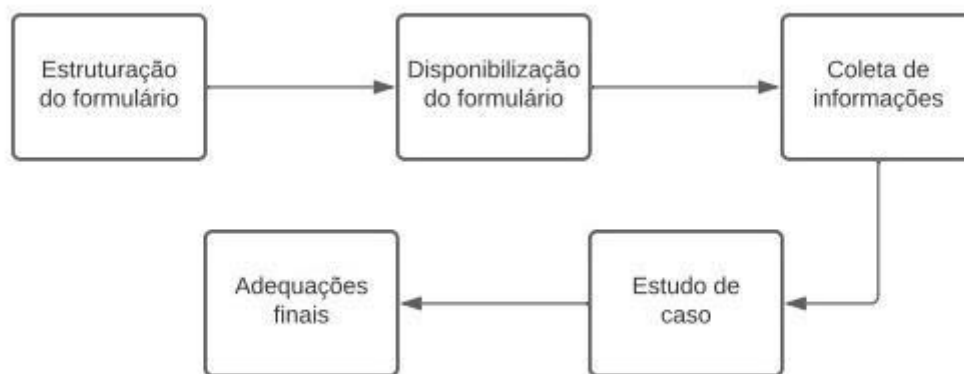 Estruturação
do formulário
Disponibilização
do formulário
Coleta de
informações
Adequações
finais
Estudo de
caso